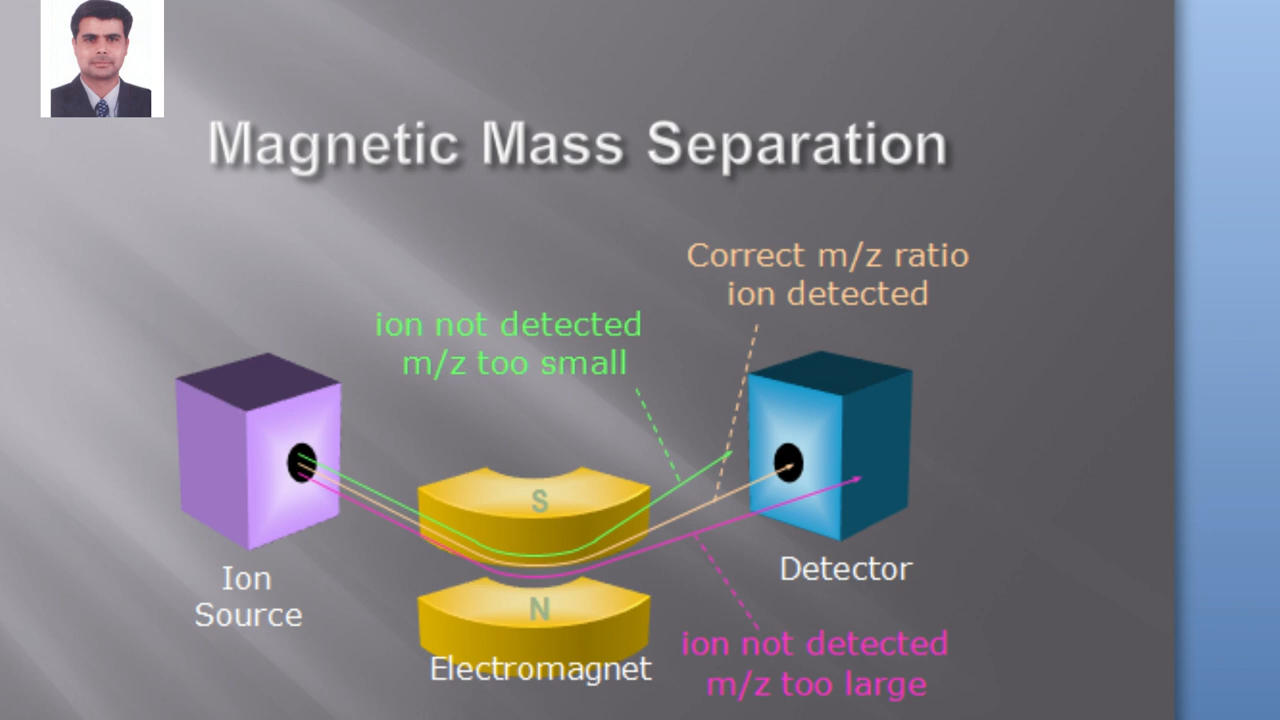 Magnetic Mass Separation
Correct m/z ratio
ion detected
ion not detected
m/z too small
S
N
Ion
Source
Electromagnet
Detector
ion not detected
m/z too large